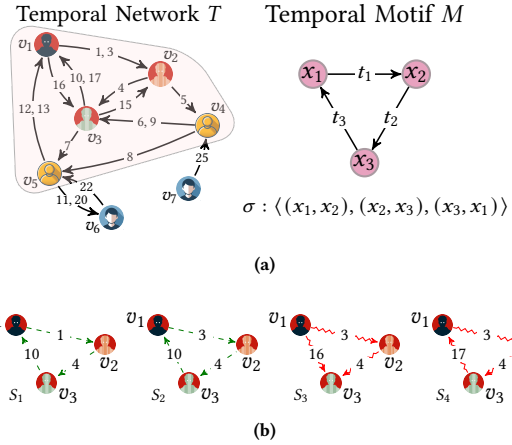 Temporal Network T Temporal Motif M
v1 1, 3 v2
16 10, 17 4 15 5
12, 13 v3 6, 9 v4
7 8
v5 11, 20 22 v6 v7 25
x1 t1 x2
t3 t2
x3
σ : ⟨(x1, x2), (x2, x3), (x3, x1)⟩
(a)
v1 v1 v1
1 3 3 3
10 4 v2 10 4 v2 16 4 v2 17 4
S1 v3 S2 v3 S3 v3 S4 v3
(b)